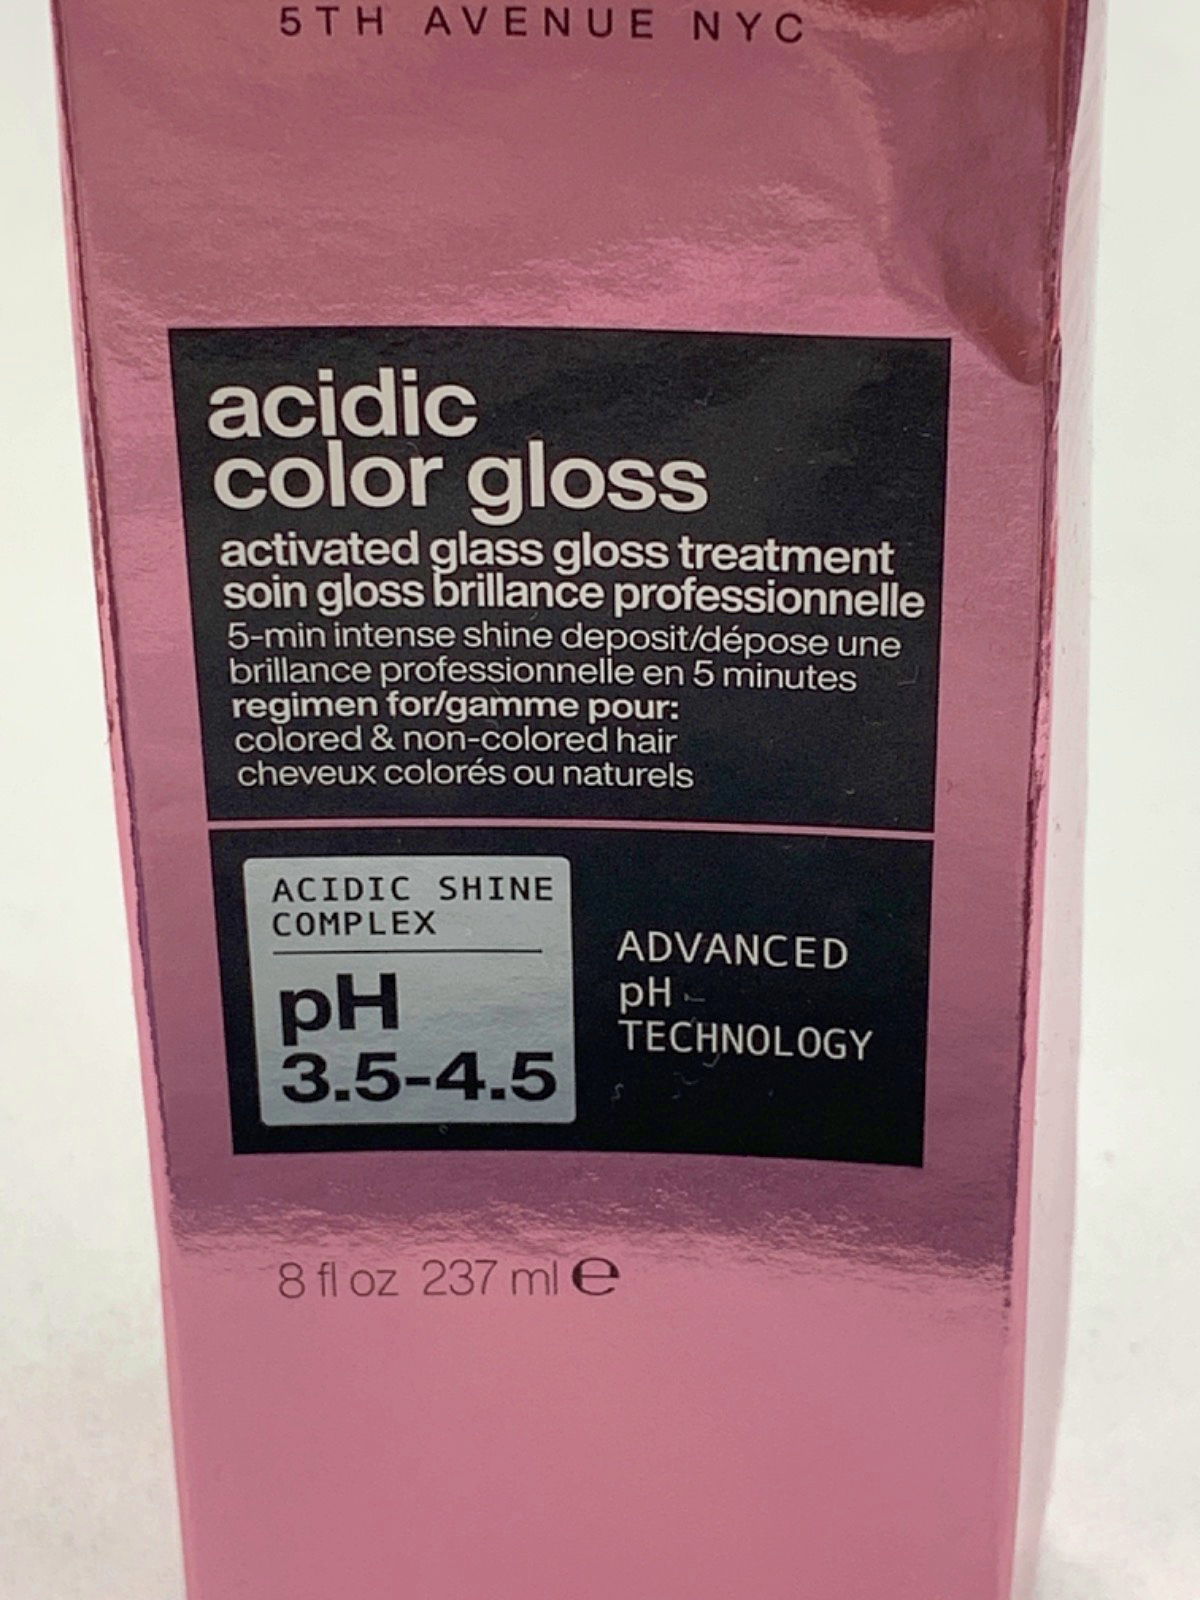 5TH AVENUE NYC
acidic
color gloss
activated glass gloss treatment
soin gloss brillance professionnelle
5-min intense shine deposit/dépose une
brillance professionnelle en 5 minutes
regimen for/gamme pour:
colored & non-colored hair
cheveux colorés ou naturels
ACIDIC SHINE
COMPLEX
pH
3.5-4.5
ADVANCED
pH
TECHNOLOGY
8 fl oz 237 ml ℮